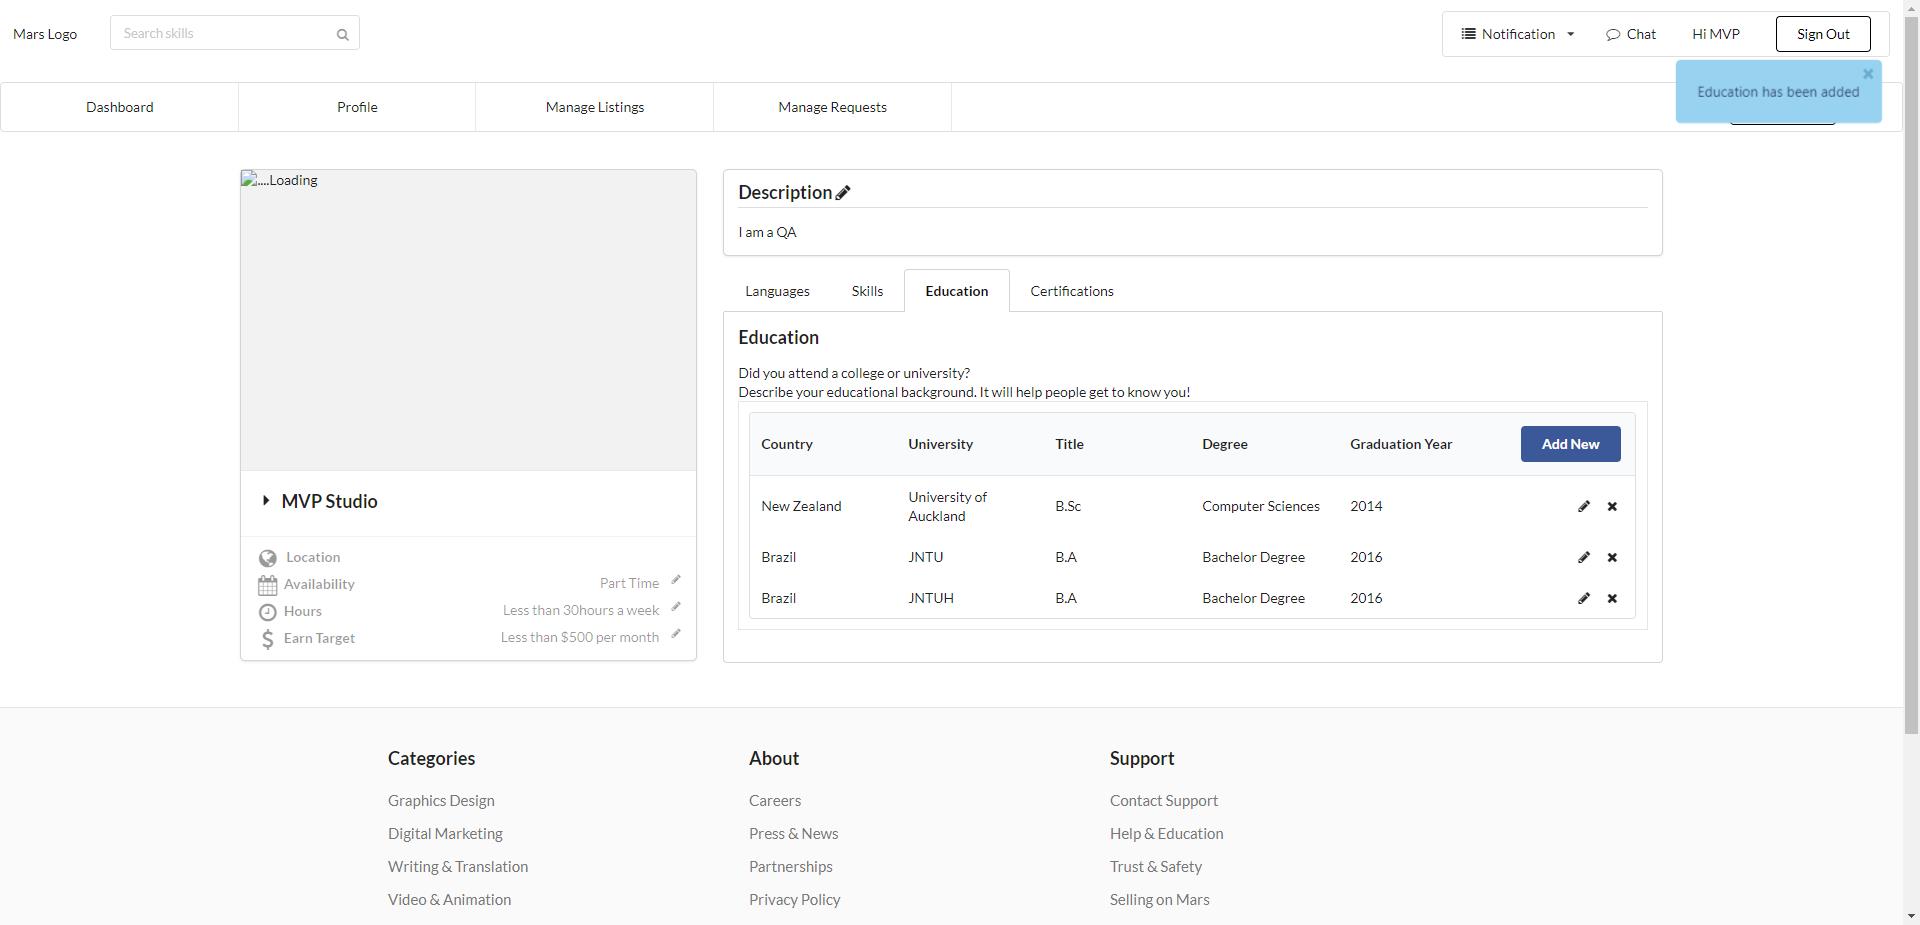 Mars Logo
Search skills
Notification
Chat
Hi MVP
Sign Out
Education has been added
Dashboard
Profile
Manage Listings
Manage Requests
....Loading
MVP Studio
Location
Availability
Part Time
Hours
Less than 30hours a week
Earn Target
Less than $500 per month
Description
I am a QA
Languages
Skills
Education
Certifications
Education
Did you attend a college or university?
Describe your educational background. It will help people get to know you!
Country University Title Degree Graduation Year Add New
New Zealand University of Auckland B.Sc Computer Sciences 2014
Brazil JNTU B.A Bachelor Degree 2016
Brazil JNTUH B.A Bachelor Degree 2016
Categories
Graphics Design
Digital Marketing
Writing & Translation
Video & Animation
About
Careers
Press & News
Partnerships
Privacy Policy
Support
Contact Support
Help & Education
Trust & Safety
Selling on Mars